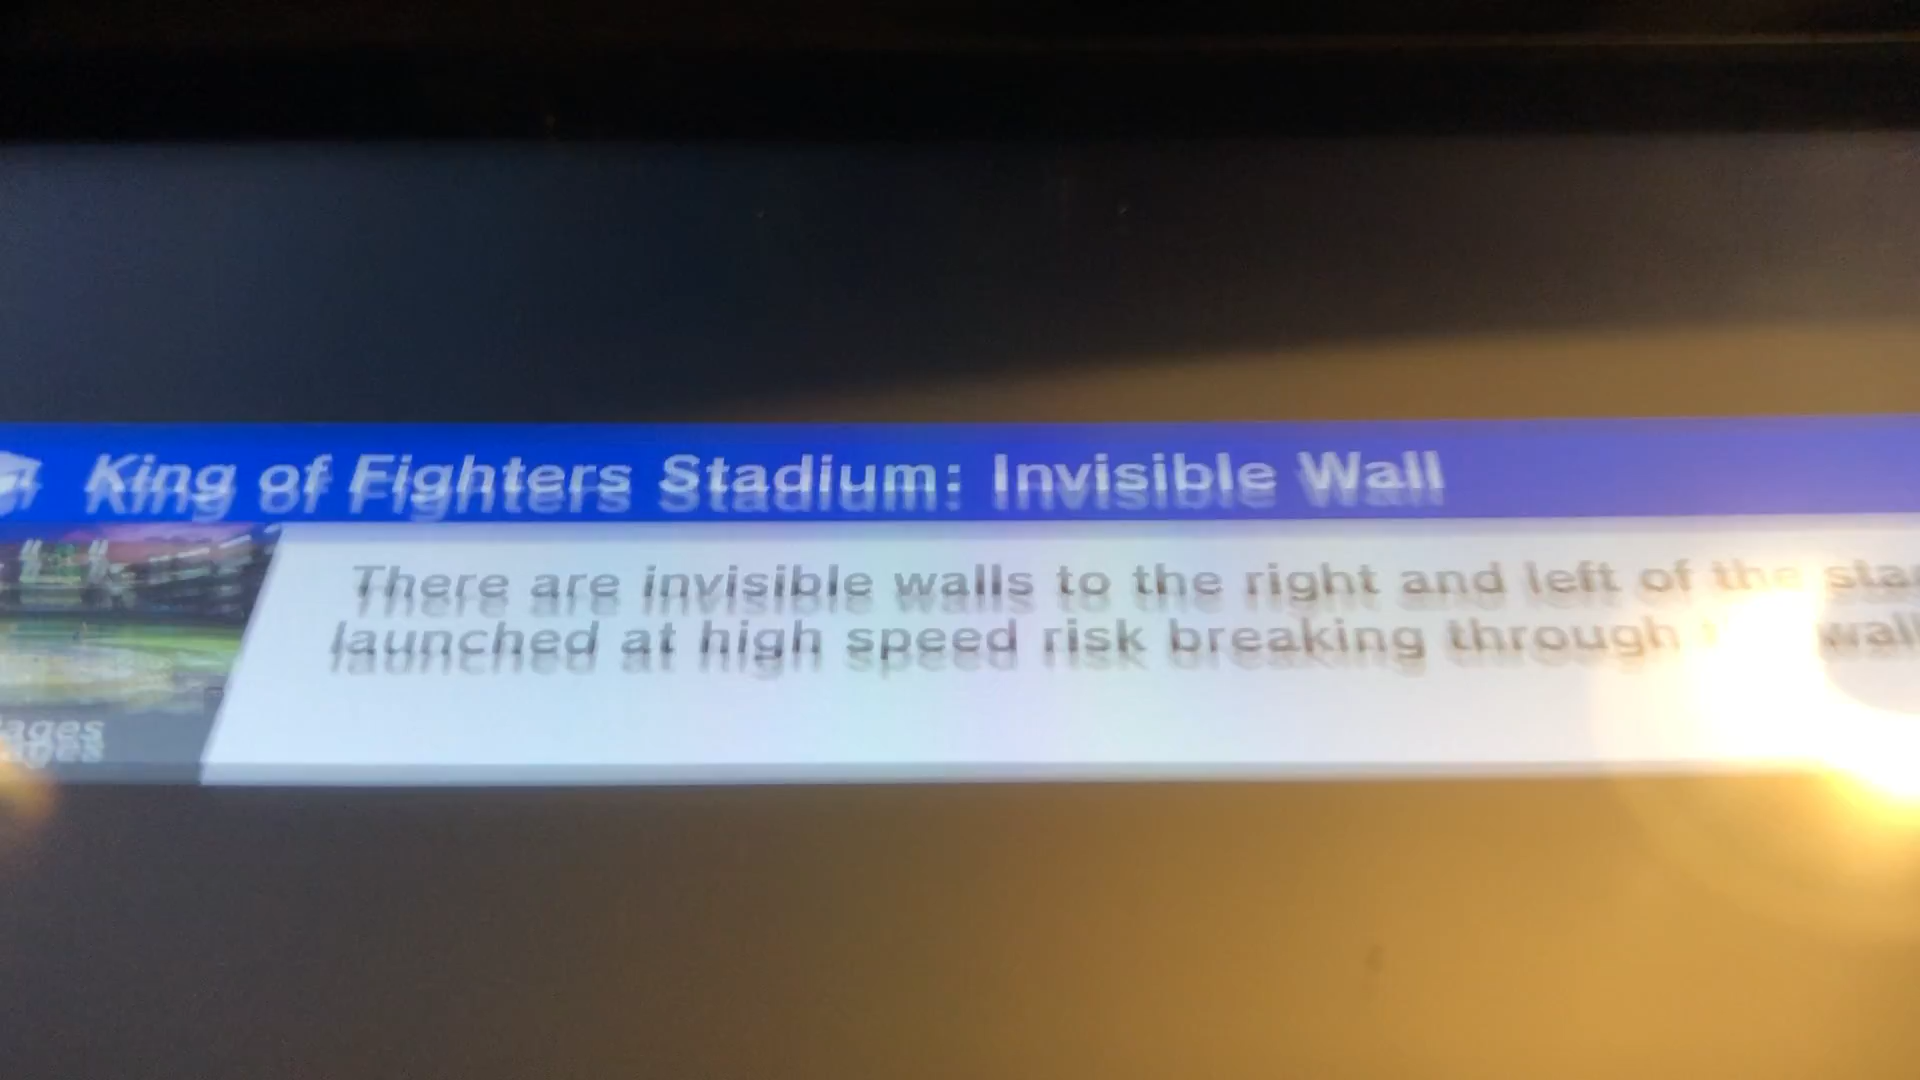 King of Fighters Stadium: Invisible Wall
There are invisible walls to the right and left of the
launched at high speed risk breaking through